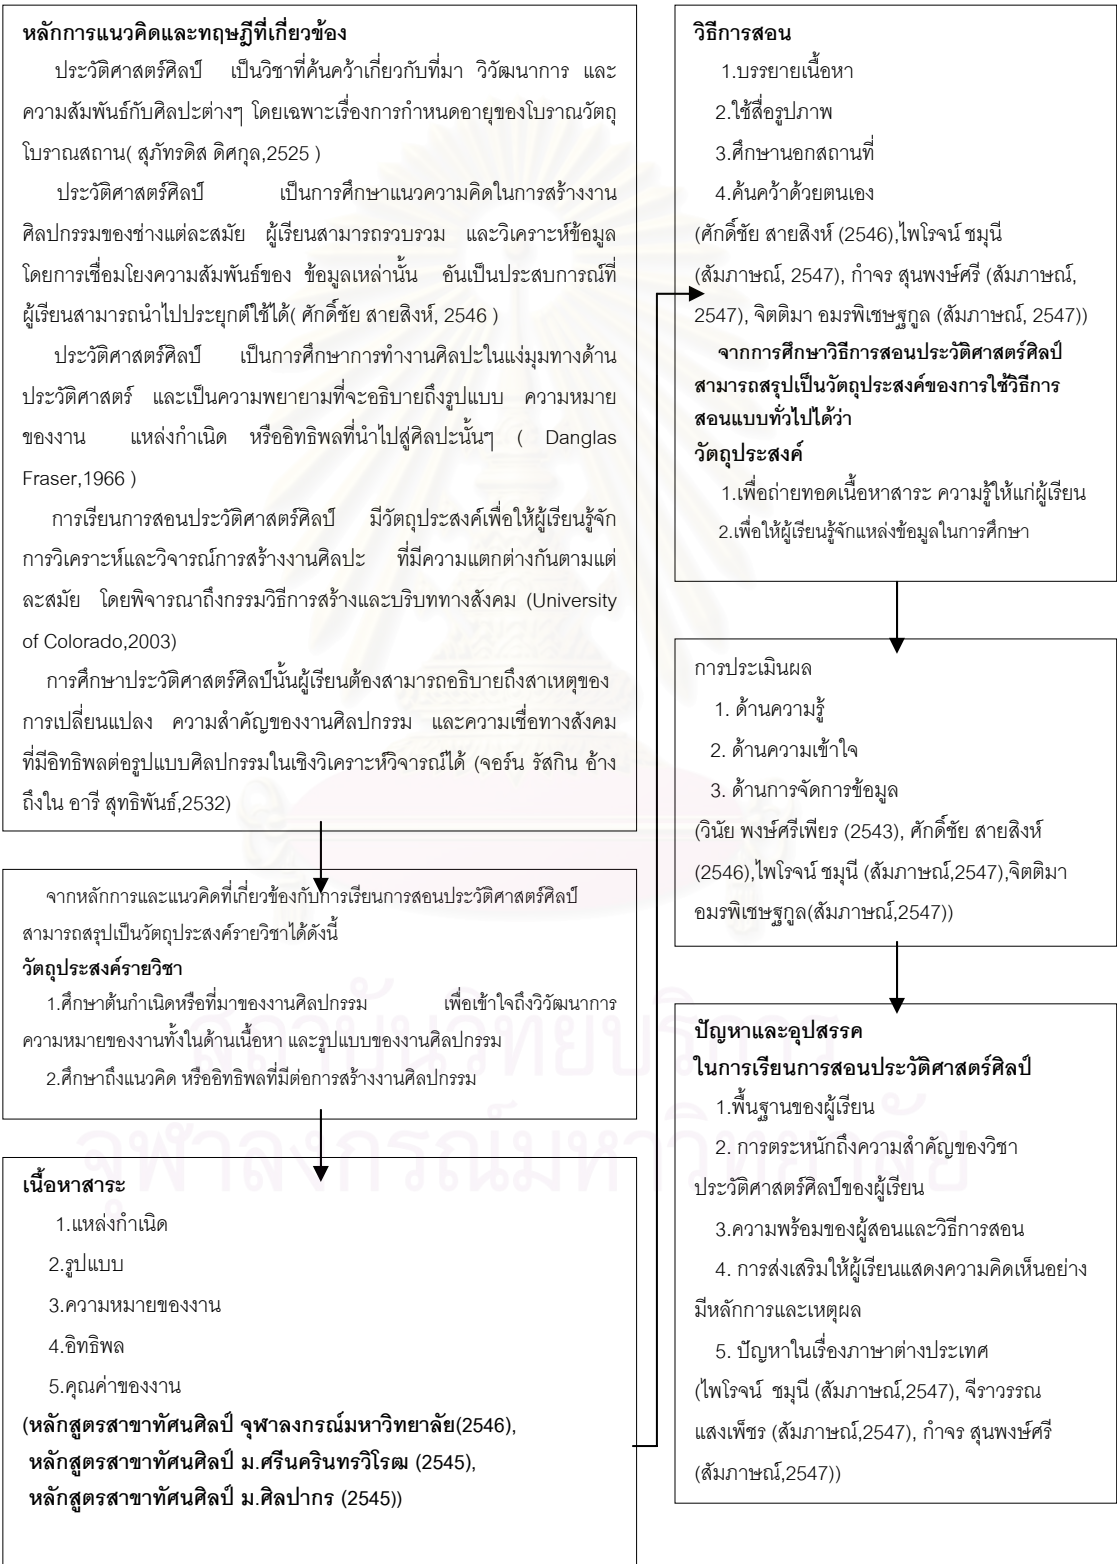 หลักการแนวคิดและทฤษฎีที่เกี่ยวข้อง
ประวัติศาสตร์ศิลป์ เป็นวิชาที่ค้นคว้าเกี่ยวกับที่มา วิวัฒนาการ และ
ความสัมพันธ์กับศิลปะต่างๆ โดยเฉพาะเรื่องการกำหนดอายุของโบราณวัตถุ
โบราณสถาน( สุภัทรดิส ดิศกุล,2525 )
ประวัติศาสตร์ศิลป์ เป็นการศึกษาแนวความคิดในการสร้างงาน
ศิลปกรรมของช่างแต่ละสมัย ผู้เรียนสามารถรวบรวม และวิเคราะห์ข้อมูล
โดยการเชื่อมโยงความสัมพันธ์ของ ข้อมูลเหล่านั้น อันเป็นประสบการณ์ที่
ผู้เรียนสามารถนำไปประยุกต์ใช้ได้( ศักดิ์ชัย สายสิงห์, 2546 )
ประวัติศาสตร์ศิลป์ เป็นการศึกษาการทำงานศิลปะในแง่มุมทางด้าน
ประวัติศาสตร์ และเป็นความพยายามที่จะอธิบายถึงรูปแบบ ความหมาย
ของงาน แหล่งกำเนิด หรืออิทธิพลที่นำไปสู่ศิลปะนั้นๆ ( Danglas
Fraser,1966 )
การเรียนการสอนประวัติศาสตร์ศิลป์ มีวัตถุประสงค์เพื่อให้ผู้เรียนรู้จัก
การวิเคราะห์และวิจารณ์การสร้างงานศิลปะ ที่มีความแตกต่างกันตามแต่
ละสมัย โดยพิจารณาถึงกรรมวิธีการสร้างและบริบททางสังคม (University
of Colorado,2003)
การศึกษาประวัติศาสตร์ศิลป์นั้นผู้เรียนต้องสามารถอธิบายถึงสาเหตุของ
การเปลี่ยนแปลง ความสำคัญของงานศิลปกรรม และความเชื่อทางสังคม
ที่มีอิทธิพลต่อรูปแบบศิลปกรรมในเชิงวิเคราะห์วิจารณ์ได้ (จอร์น รัสกิน อ้าง
ถึงใน อารี สุทธิพันธ์,2532)
จากหลักการและแนวคิดที่เกี่ยวข้องกับการเรียนการสอนประวัติศาสตร์ศิลป์
สามารถสรุปเป็นวัตถุประสงค์รายวิชาได้ดังนี้
วัตถุประสงค์รายวิชา
1.ศึกษาต้นกำเนิดหรือที่มาของงานศิลปกรรม เพื่อเข้าใจถึงวิวัฒนาการ
ความหมายของงานทั้งในด้านเนื้อหา และรูปแบบของงานศิลปกรรม
2.ศึกษาถึงแนวคิด หรืออิทธิพลที่มีต่อการสร้างงานศิลปกรรม
เนื้อหาสาระ
1.แหล่งกำเนิด
2.รูปแบบ
3.ความหมายของงาน
4.อิทธิพล
5.คุณค่าของงาน
(หลักสูตรสาขาทัศนศิลป์ จุฬาลงกรณ์มหาวิทยาลัย(2546),
หลักสูตรสาขาทัศนศิลป์ ม.ศรีนครินทรวิโรฒ (2545),
หลักสูตรสาขาทัศนศิลป์ ม.ศิลปากร (2545))
วิธีการสอน
1.บรรยายเนื้อหา
2.ใช้สื่อรูปภาพ
3.ศึกษานอกสถานที่
4.ค้นคว้าด้วยตนเอง
(ศักดิ์ชัย สายสิงห์ (2546),ไพโรจน์ ชมุนี
(สัมภาษณ์, 2547), กำจร สุนพงษ์ศรี (สัมภาษณ์,
2547), จิตติมา อมรพิเชษฐกูล (สัมภาษณ์, 2547))
จากการศึกษาวิธีการสอนประวัติศาสตร์ศิลป์
สามารถสรุปเป็นวัตถุประสงค์ของการใช้วิธีการ
สอนแบบทั่วไปได้ว่า
วัตถุประสงค์
1.เพื่อถ่ายทอดเนื้อหาสาระ ความรู้ให้แก่ผู้เรียน
2.เพื่อให้ผู้เรียนรู้จักแหล่งข้อมูลในการศึกษา
การประเมินผล
1. ด้านความรู้
2. ด้านความเข้าใจ
3. ด้านการจัดการข้อมูล
(วินัย พงษ์ศรีเพียร (2543), ศักดิ์ชัย สายสิงห์
(2546),ไพโรจน์ ชมุนี (สัมภาษณ์,2547),จิตติมา
อมรพิเชษฐกูล(สัมภาษณ์,2547))
ปัญหาและอุปสรรค
ในการเรียนการสอนประวัติศาสตร์ศิลป์
1.พื้นฐานของผู้เรียน
2. การตระหนักถึงความสำคัญของวิชา
ประวัติศาสตร์ศิลป์ของผู้เรียน
3.ความพร้อมของผู้สอนและวิธีการสอน
4. การส่งเสริมให้ผู้เรียนแสดงความคิดเห็นอย่าง
มีหลักการและเหตุผล
5. ปัญหาในเรื่องภาษาต่างประเทศ
(ไพโรจน์ ชมุนี (สัมภาษณ์,2547), จีราวรรณ
แสงเพ็ชร (สัมภาษณ์,2547), กำจร สุนพงษ์ศรี
(สัมภาษณ์,2547))
สถาบันวิทยบริการ
จุฬาลงกรณ์มหาวิทยาลัย